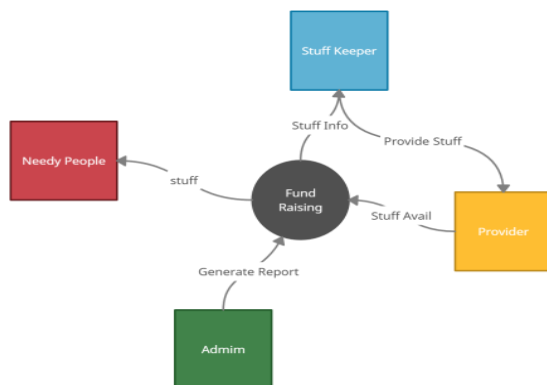 Stuff Keeper
Stuff Info
Provide Stuff
Needy People
stuff
Fund
Raising
Stuff Avail
Provider
Generate Report
Admim